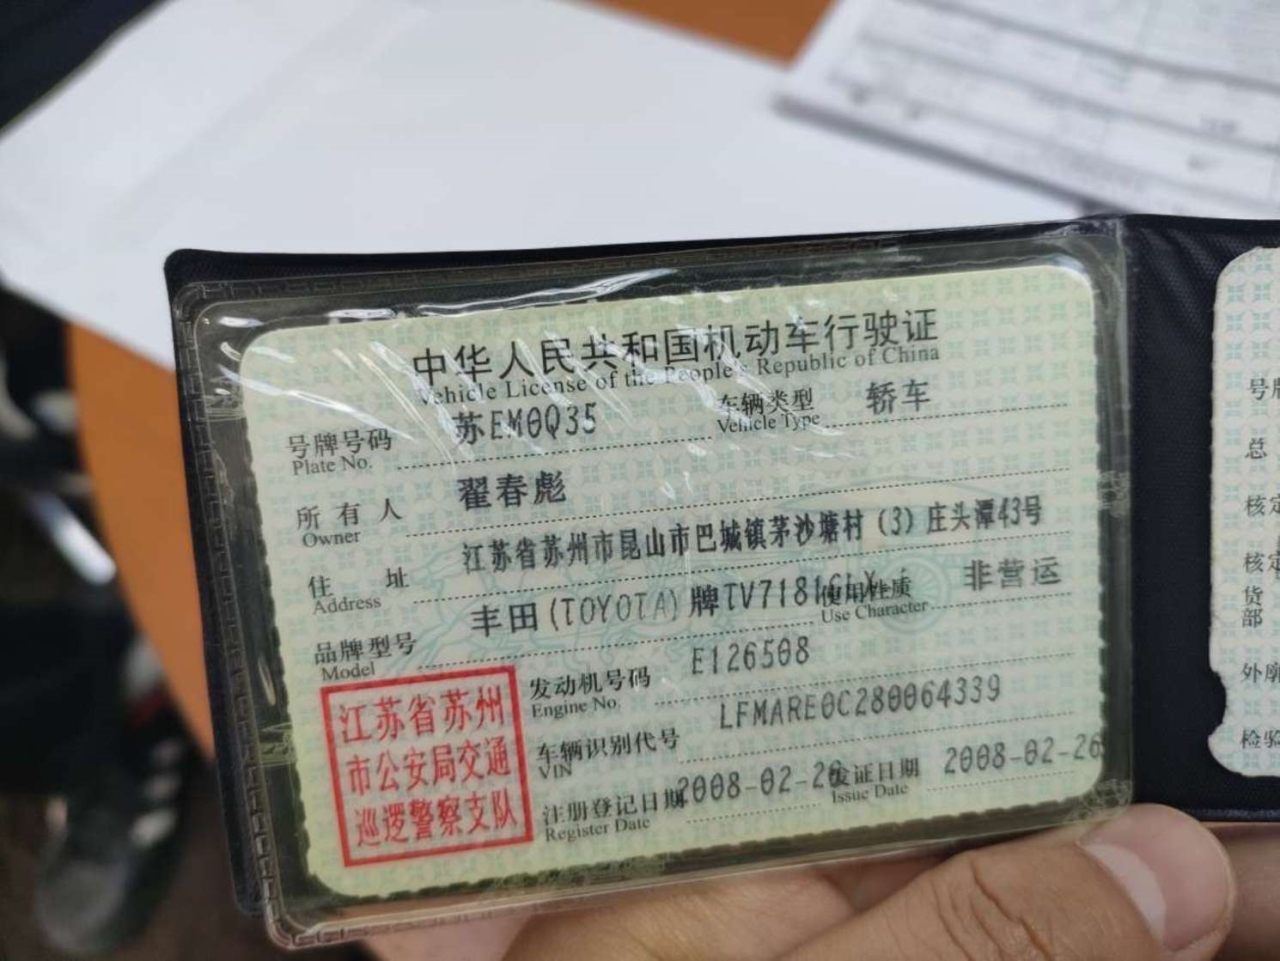 中华人民共和国机动车行驶证
Vehicle License of the People's Republic of China
号牌号码 苏EM0Q35 车辆类型 轿车
Plate No. Vehicle Type
所有人 翟春彪
Owner
住址 江苏省苏州市昆山市巴城镇茅沙塘村(3)庄头潭43号
Address
品牌型号 丰田(TOYOTA)牌 使用性质 非营运
Model Use Character
江苏省苏州
市公安局交通
巡逻警察支队
发动机号码 E126508
Engine No.
车辆识别代号 LFMARE0C280064339
VIN
注册登记日期 2008-02-26 发证日期 2008-02-26
Register Date Issue Date
号牌
总
核定
核定
货
部
外廓
检验